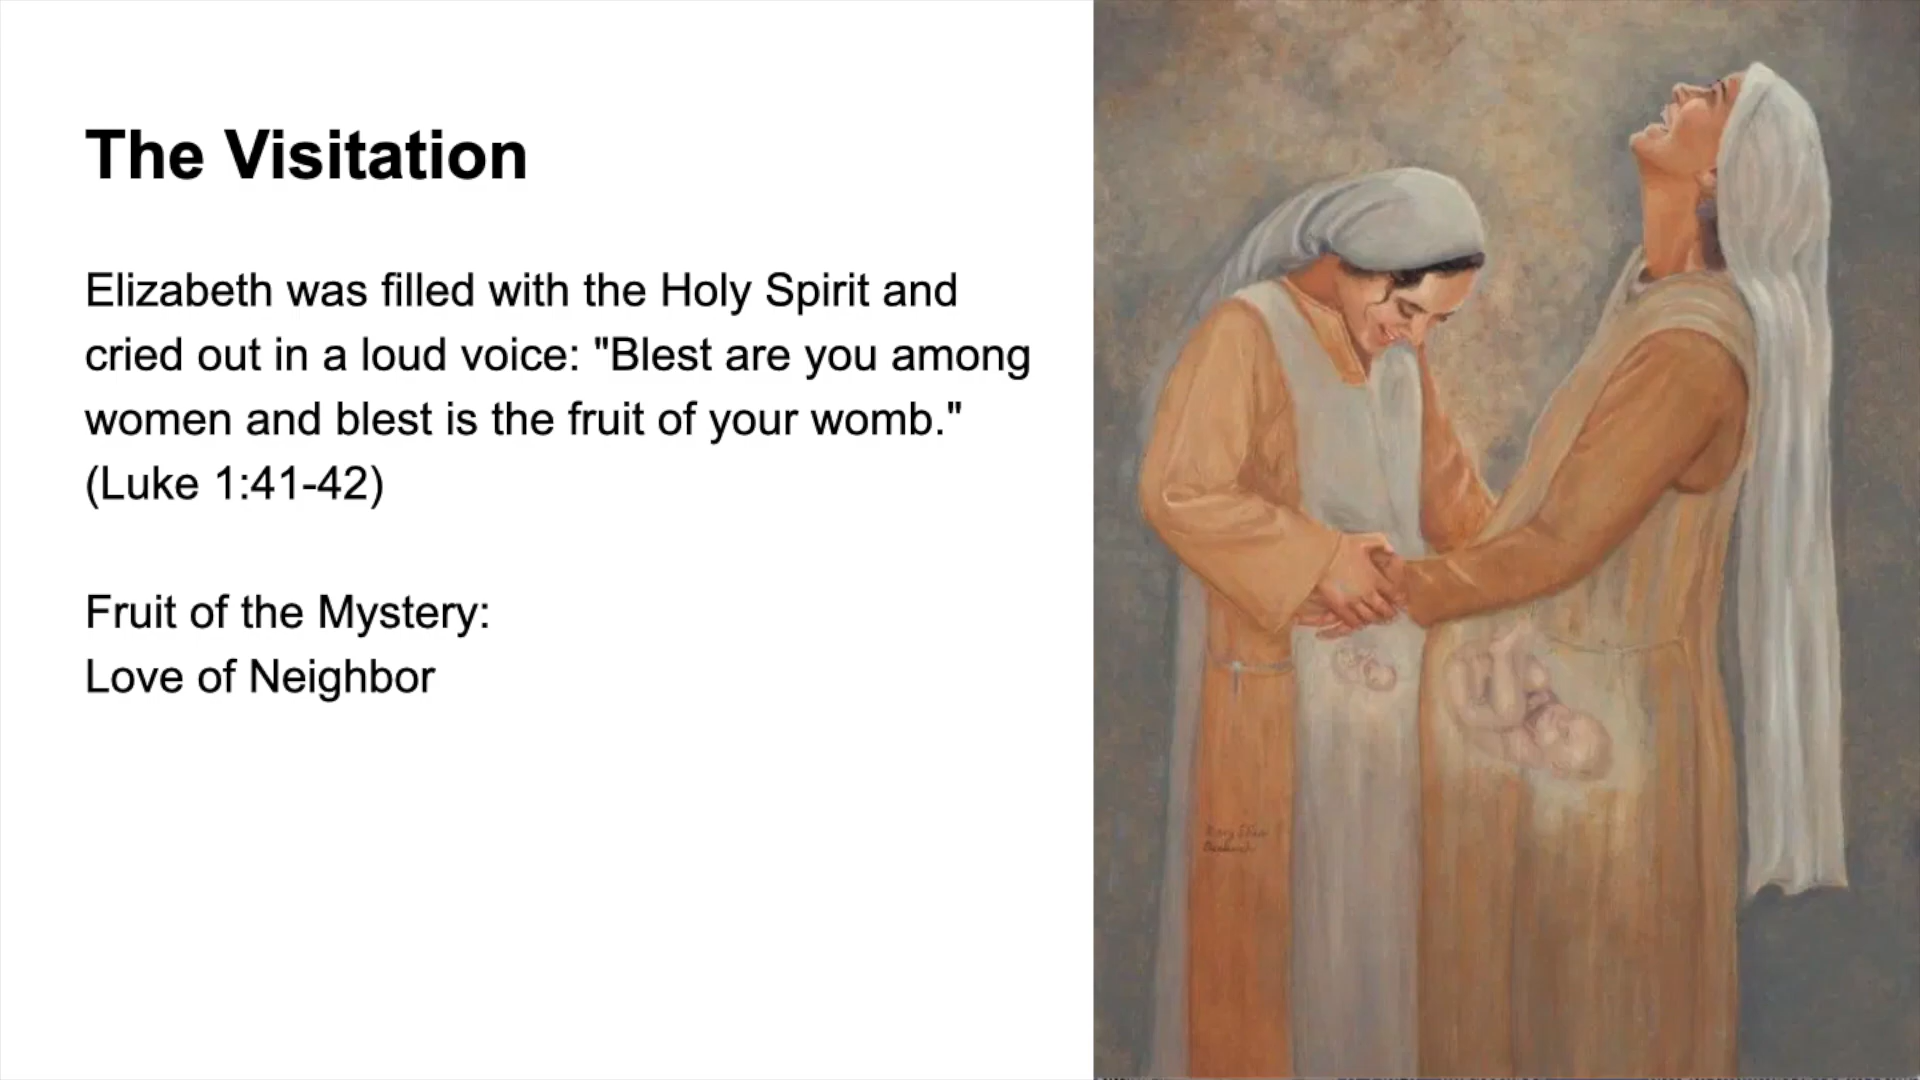 The Visitation
Elizabeth was filled with the Holy Spirit and
cried out in a loud voice: "Blest are you among
women and blest is the fruit of your womb."
(Luke 1:41-42)
Fruit of the Mystery:
Love of Neighbor